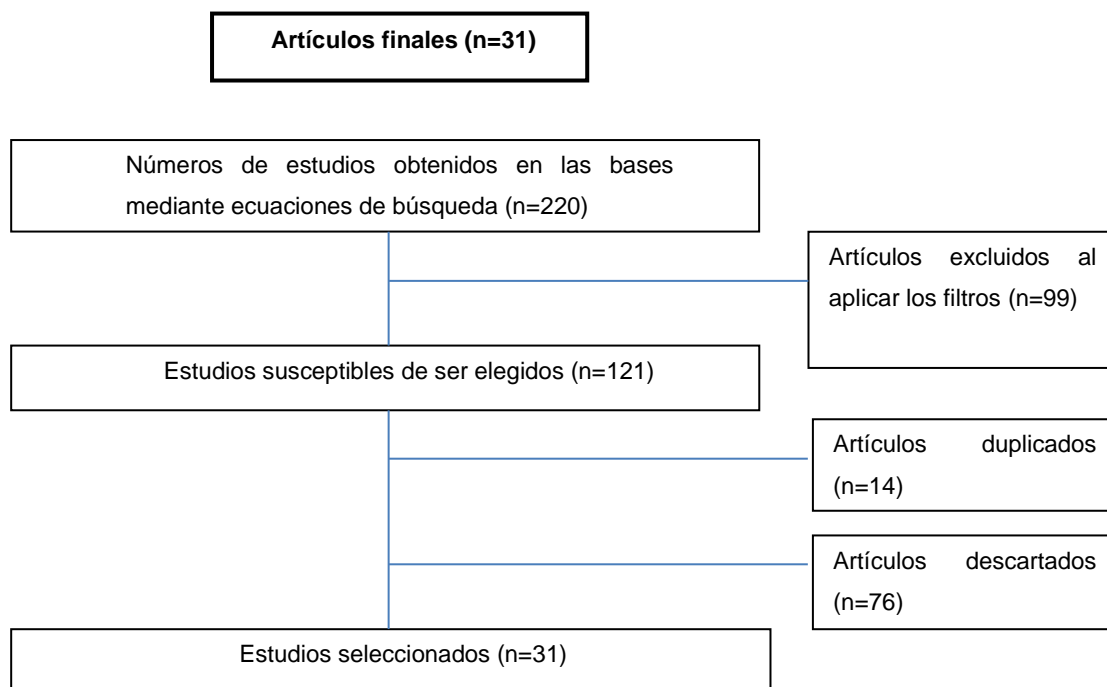 Artículos finales (n=31)
Números de estudios obtenidos en las bases
mediante ecuaciones de búsqueda (n=220)
Artículos excluidos al
aplicar los filtros (n=99)
Estudios susceptibles de ser elegidos (n=121)
Artículos duplicados
(n=14)
Artículos descartados
(n=76)
Estudios seleccionados (n=31)